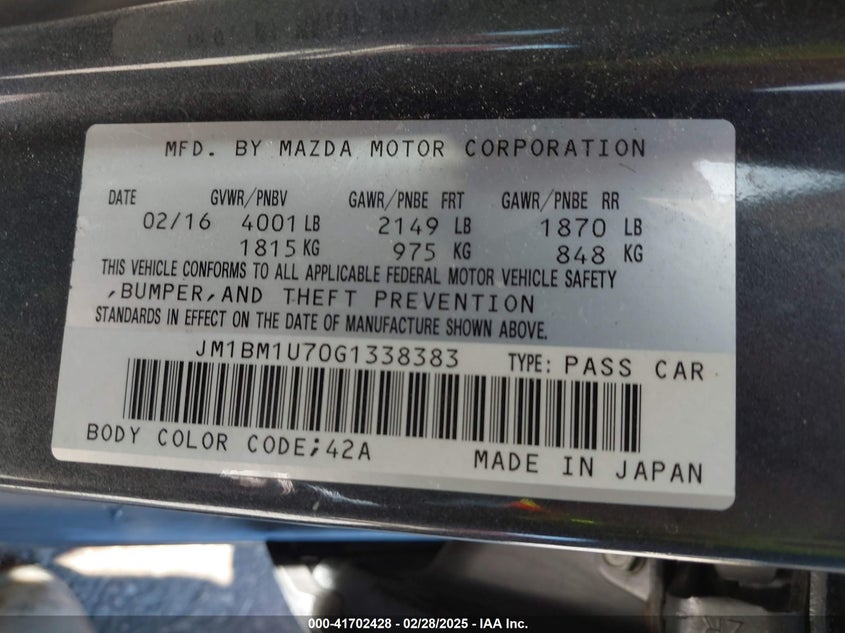 MFD. BY MAZDA MOTOR CORPORATION
DATE GVWR/PNBV GAWR/PNBE FRT GAWR/PNBE RR
02/16 4001 LB 2149 LB 1870 LB
1815 KG 975 KG 848 KG
THIS VEHICLE CONFORMS TO ALL APPLICABLE FEDERAL MOTOR VEHICLE SAFETY
,BUMPER,AND THEFT PREVENTION
STANDARDS IN EFFECT ON THE DATE OF MANUFACTURE SHOWN ABOVE.
JM1BM1U70G1338383 TYPE: PASS CAR
BODY COLOR CODE;42A
MADE IN JAPAN
000-41702428 - 02/28/2025 - IAA Inc.